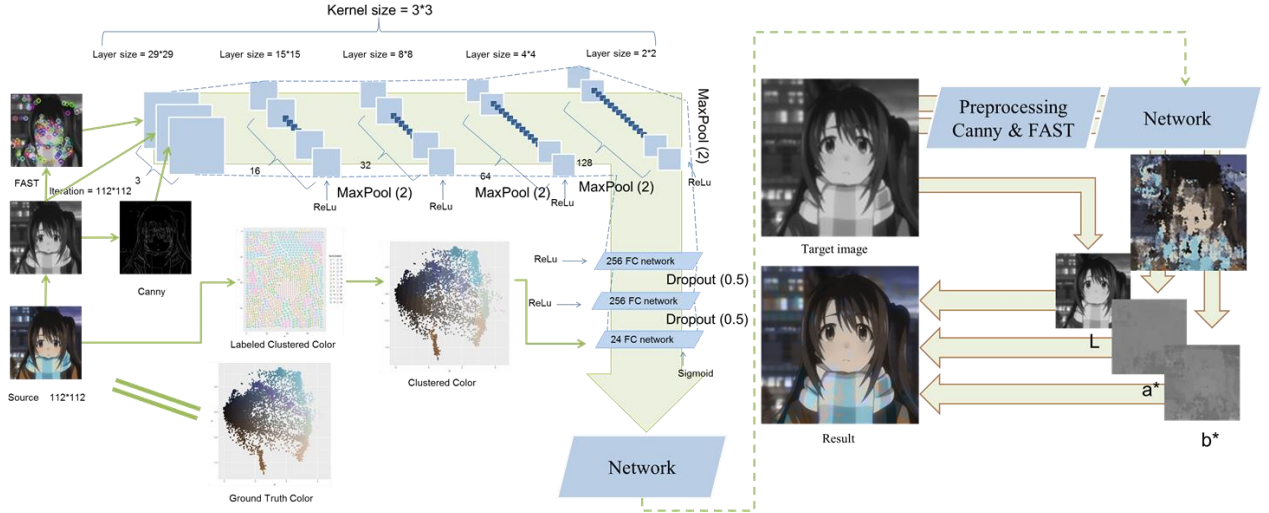 Kernel size = 3*3
Layer size = 29*29
Layer size = 15*15
Layer size = 8*8
Layer size = 4*4
Layer size = 2*2
MaxPool (2)
FAST
3
16
32
64
128
Iteration = 112*112
MaxPool (2)
MaxPool (2)
MaxPool (2)
ReLu
ReLu
ReLu
ReLu
Canny
Labeled Clustered Color
Clustered Color
Source 112*112
Ground Truth Color
ReLu
256 FC network
Dropout (0.5)
ReLu
256 FC network
Dropout (0.5)
24 FC network
Sigmoid
Network
Preprocessing
Canny & FAST
Network
Target image
L
a*
b*
Result